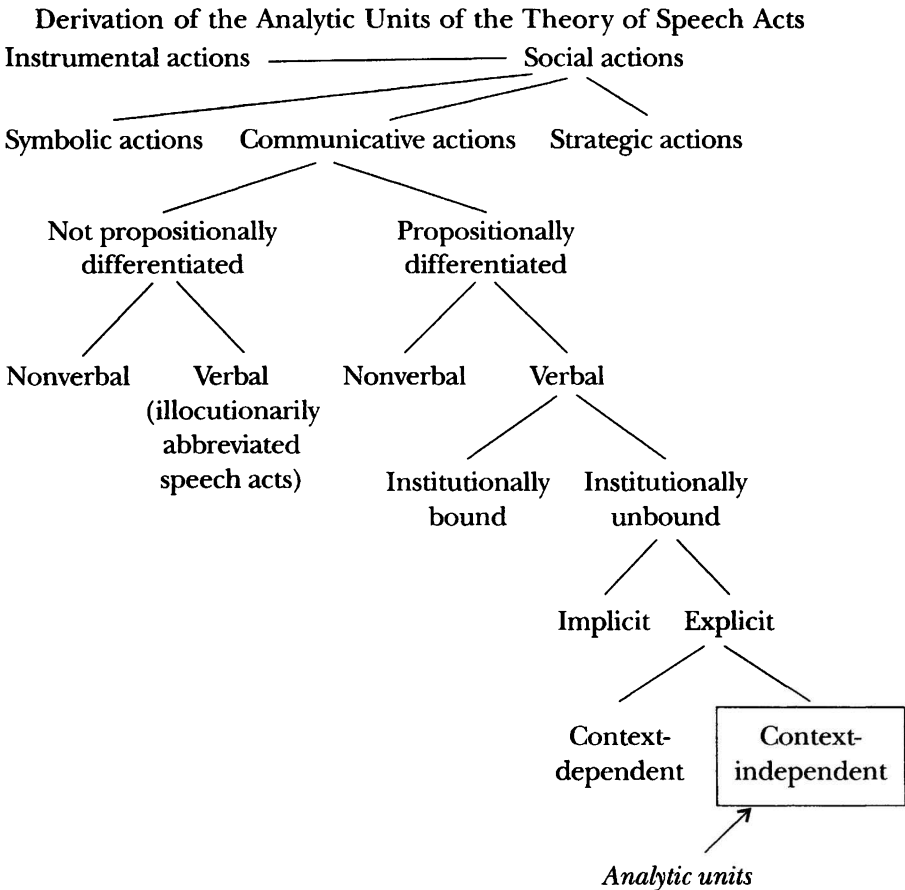 Derivation of the Analytic Units of the Theory of Speech Acts
Instrumental actions Social actions
Symbolic actions Communicative actions Strategic actions
Not propositionally Propositionally
differentiated differentiated
Nonverbal Verbal Nonverbal Verbal
(illocutionarily
abbreviated
speech acts) Institutionally Institutionally
bound unbound
Implicit Explicit
Context- Context-
dependent independent
Analytic units